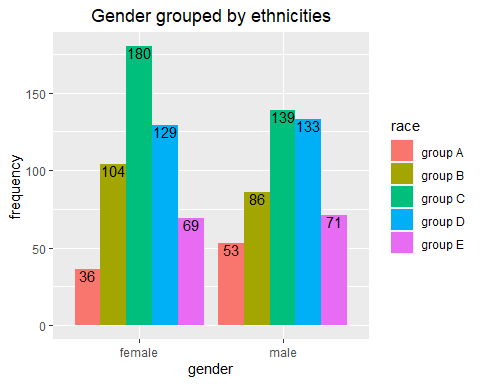 Gender grouped by ethnicities
frequency
150
100
50
0
36
104
180
129
69
53
86
139
133
71
female
male
gender
race
group A
group B
group C
group D
group E